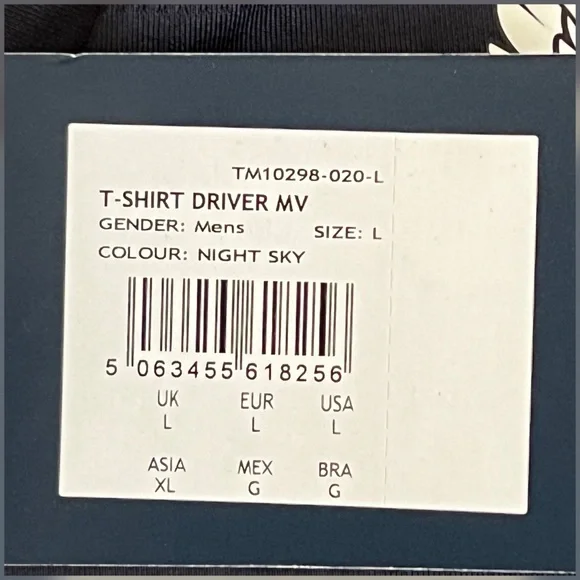 TM10298-020-L
T-SHIRT DRIVER MV
GENDER: Mens SIZE: L
COLOUR: NIGHT SKY
5 063455 618256
UK EUR USA
L L L
ASIA MEX BRA
XL G G